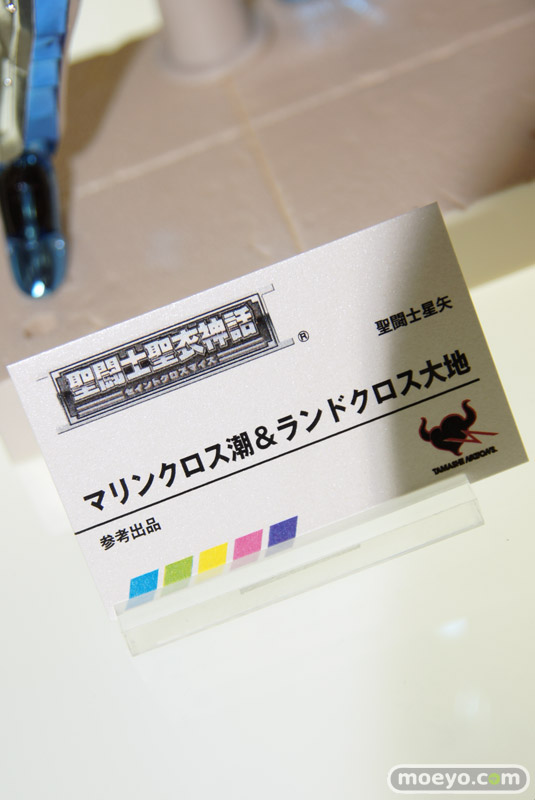 聖闘士聖衣神話
セイントクロスマイス
®
聖闘士星矢
マリンクロス潮&ランドクロス大地
参考出品
TAMASHII NATIONS
moeyo.com